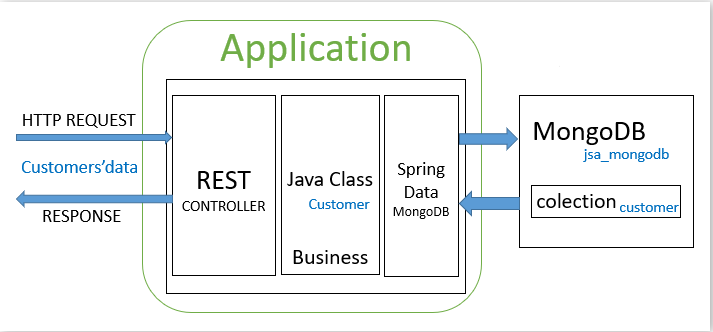 Application
HTTP REQUEST
Customers'data
RESPONSE
REST
CONTROLLER
Java Class
Customer
Business
Spring
Data
MongoDB
MongoDB
jsa_mongodb
colection customer